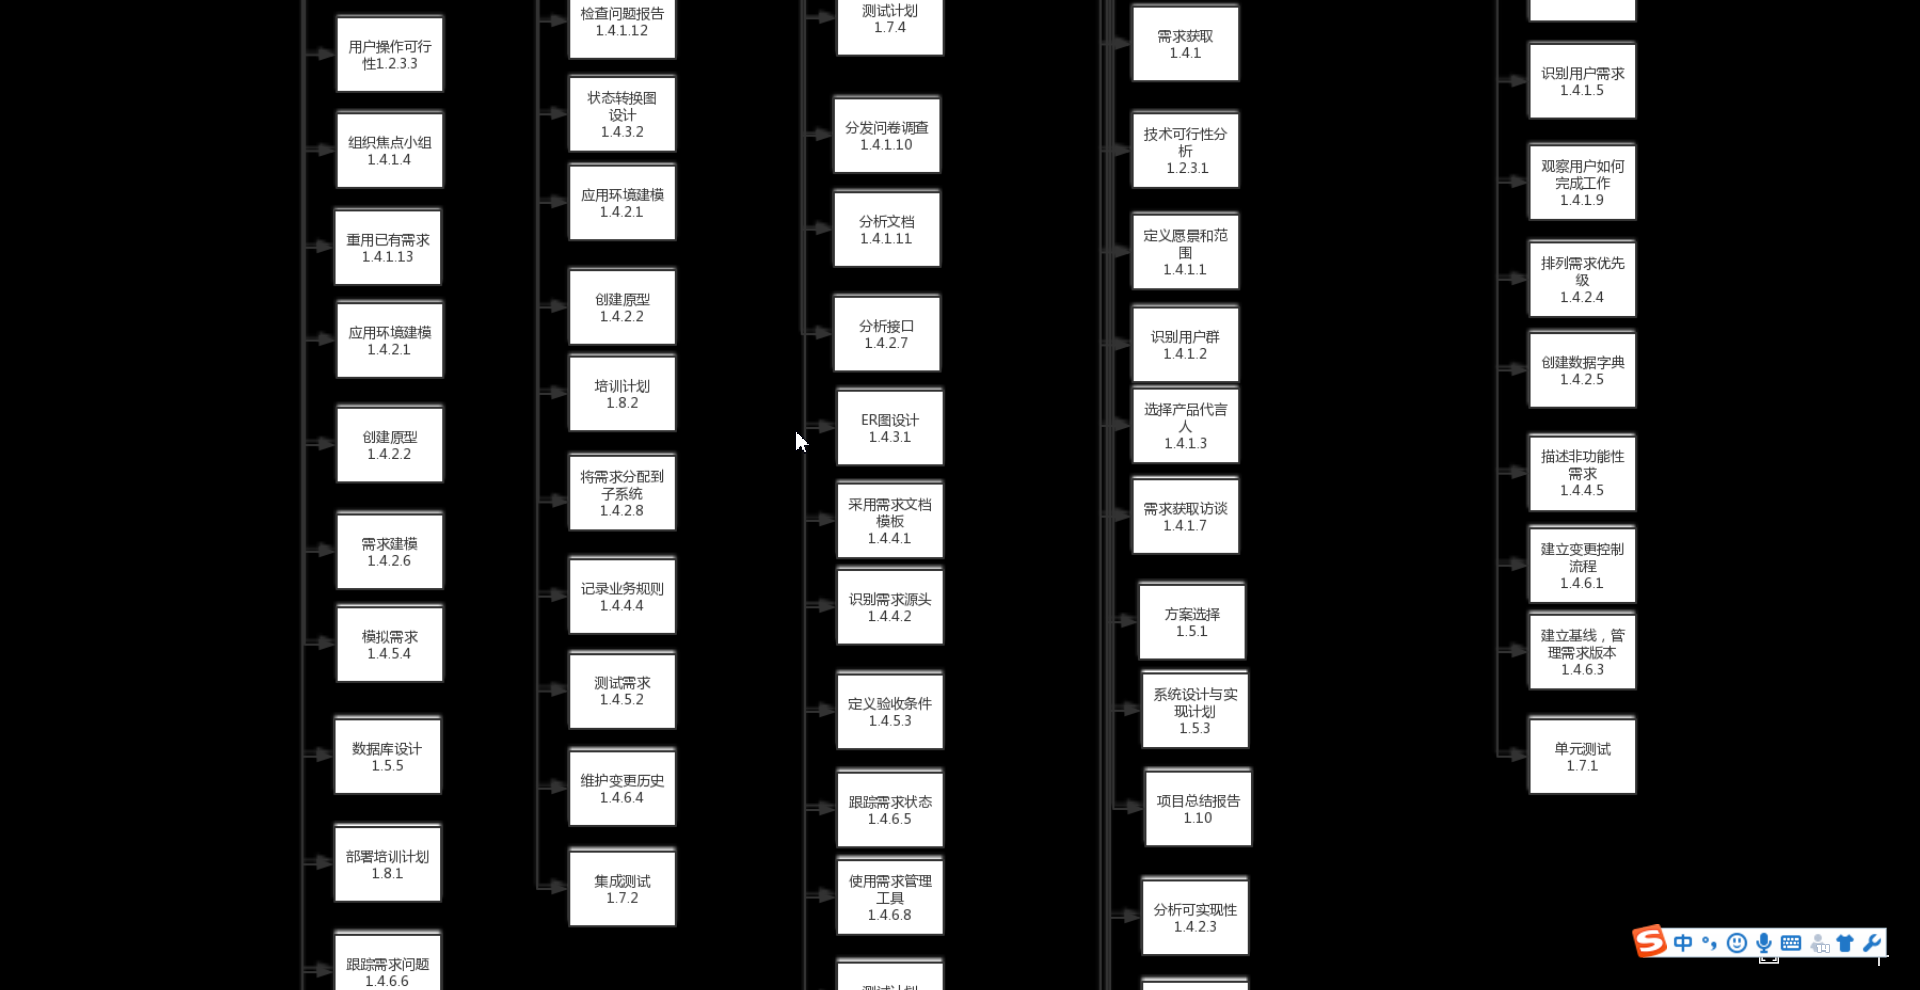 用户操作可行
性1.2.3.3
组织焦点小组
1.4.1.4
重用已有需求
1.4.1.13
应用环境建模
1.4.2.1
创建原型
1.4.2.2
需求建模
1.4.2.6
模拟需求
1.4.5.4
数据库设计
1.5.5
部署培训计划
1.8.1
跟踪需求问题
1.4.6.6
检查问题报告
1.4.1.12
状态转换图
设计
1.4.3.2
应用环境建模
1.4.2.1
创建原型
1.4.2.2
培训计划
1.8.2
将需求分配到
子系统
1.4.2.8
记录业务规则
1.4.4.4
测试需求
1.4.5.2
维护变更历史
1.4.6.4
集成测试
1.7.2
测试计划
1.7.4
分发问卷调查
1.4.1.10
分析文档
1.4.1.11
分析接口
1.4.2.7
ER图设计
1.4.3.1
采用需求文档
模板
1.4.4.1
识别需求源头
1.4.4.2
定义验收条件
1.4.5.3
跟踪需求状态
1.4.6.5
使用需求管理
工具
1.4.6.8
测试计划
需求获取
1.4.1
技术可行性分
析
1.2.3.1
定义愿景和范
围
1.4.1.1
识别用户群
1.4.1.2
选择产品代言
人
1.4.1.3
需求获取访谈
1.4.1.7
方案选择
1.5.1
系统设计与实
现计划
1.5.3
项目总结报告
1.10
分析可实现性
1.4.2.3
识别用户需求
1.4.1.5
观察用户如何
完成工作
1.4.1.9
排列需求优先
级
1.4.2.4
创建数据字典
1.4.2.5
描述非功能性
需求
1.4.4.5
建立变更控制
流程
1.4.6.1
建立基线，管
理需求版本
1.4.6.3
单元测试
1.7.1
中